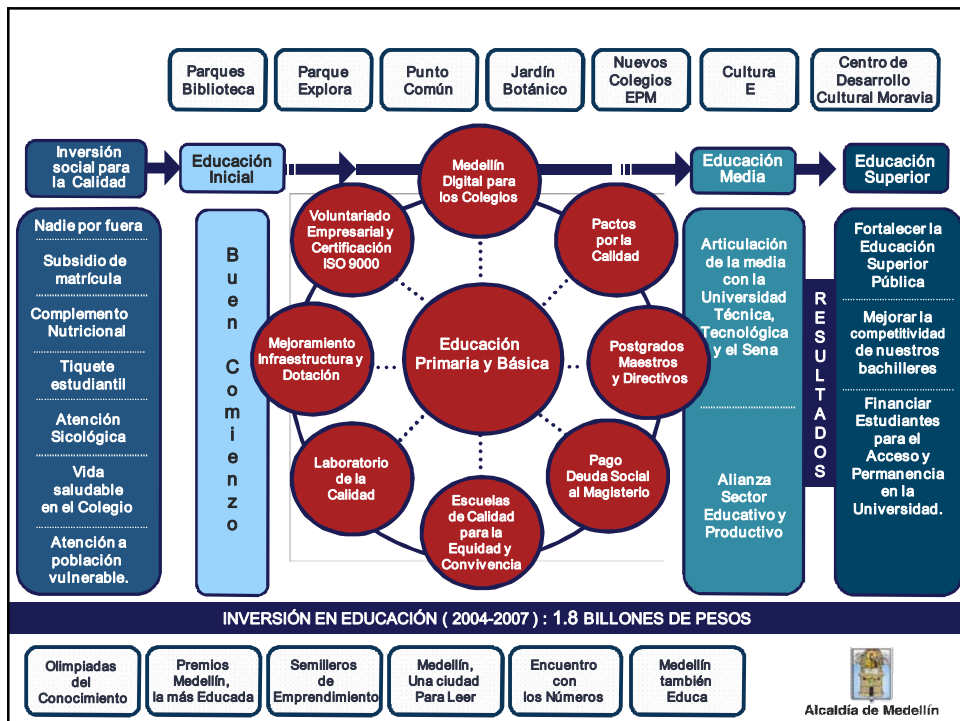 Parques
Biblioteca
Parque
Explora
Punto
Común
Jardín
Botánico
Nuevos
Colegios
EPM
Cultura
E
Centro de
Desarrollo
Cultural Moravia
Inversión
social para
la Calidad
Educación
Inicial
Medellín
Digital para
los Colegios
Educación
Media
Educación
Superior
Nadie por fuera
Subsidio de
matrícula
Complemento
Nutricional
Tiquete
estudiantil
Atención
Sicológica
Vida
saludable
en el Colegio
Atención a
población
vulnerable.
Buen Comienzo
Voluntariado
Empresarial y
Certificación
ISO 9000
Pactos
por la
Calidad
Mejoramiento
Infraestructura y
Dotación
Educación
Primaria y Básica
Postgrados
Maestros
y Directivos
Laboratorio
de la
Calidad
Escuelas
de Calidad
para la
Equidad y
Convivencia
Pago
Deuda Social
al Magisterio
Articulación
de la media
con la
Universidad
Técnica,
Tecnológica
y el Sena
Alianza
Sector
Educativo y
Productivo
RESULTADOS
Fortalecer la
Educación
Superior
Pública
Mejorar la
competitividad
de nuestros
bachilleres
Financiar
Estudiantes
para el
Acceso y
Permanencia
en la
Universidad.
INVERSIÓN EN EDUCACIÓN ( 2004-2007 ) : 1.8 BILLONES DE PESOS
Olimpiadas
del
Conocimiento
Premios
Medellín,
la más Educada
Semilleros
de
Emprendimiento
Medellín,
Una ciudad
Para Leer
Encuentro
con
los Números
Medellín
también
Educa
Alcaldía de Medellín